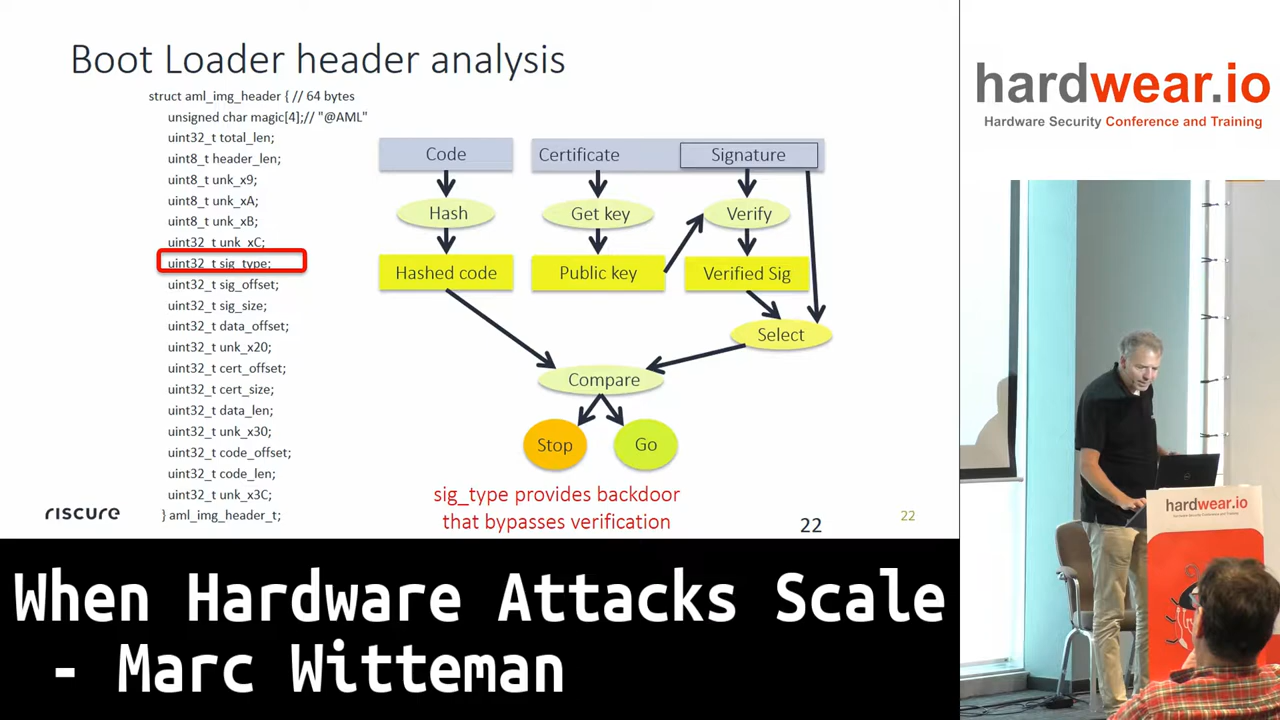 Boot Loader header analysis
struct aml_img_header { // 64 bytes
unsigned char magic[4];// "@AML"
uint32_t total_len;
uint8_t header_len;
uint8_t unk_x9;
uint8_t unk_xA;
uint8_t unk_xB;
uint32_t unk_xC;
uint32_t sig_type;
uint32_t sig_offset;
uint32_t sig_size;
uint32_t data_offset;
uint32_t unk_x20;
uint32_t cert_offset;
uint32_t cert_size;
uint32_t data_len;
uint32_t unk_x30;
uint32_t code_offset;
uint32_t code_len;
uint32_t unk_x3C;
} aml_img_header_t;
Code
Certificate
Signature
Hash
Get key
Verify
Hashed code
Public key
Verified Sig
Select
Compare
Stop
Go
sig_type provides backdoor
that bypasses verification
riscure
22
22
hardwear.io
Hardware Security Conference and Training
hardwear.io
When Hardware Attacks Scale
- Marc Witteman